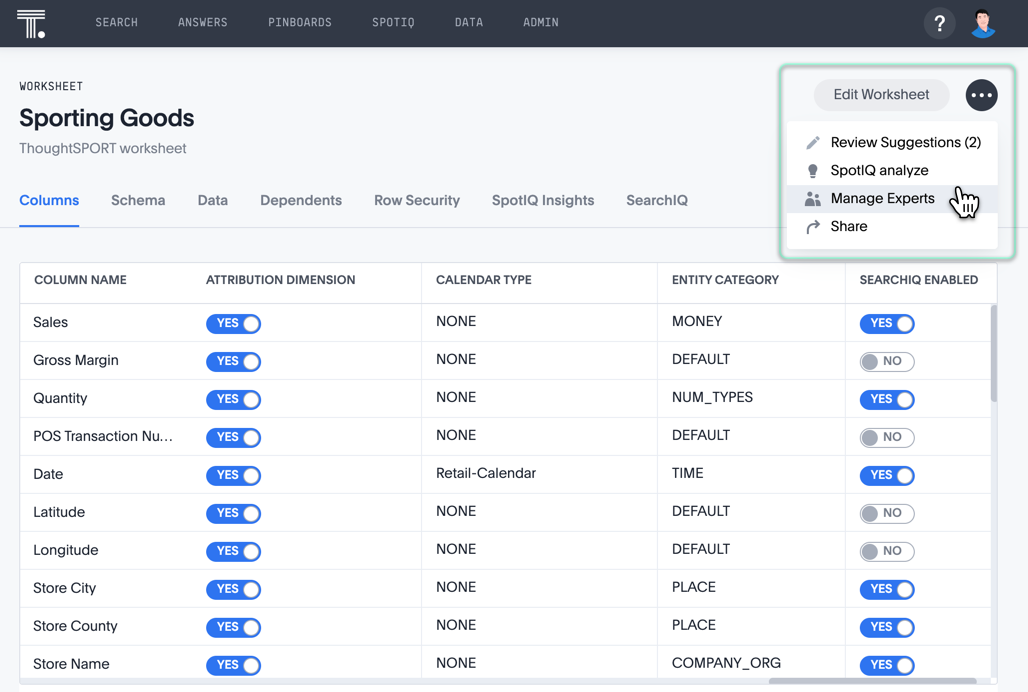 T. SEARCH ANSWERS PINBOARDS SPOTIQ DATA ADMIN ?
WORKSHEET
Sporting Goods
ThoughtSPORT worksheet
Edit Worksheet
Review Suggestions (2)
SpotIQ analyze
Manage Experts
Share
Columns Schema Data Dependents Row Security SpotIQ Insights SearchIQ
COLUMN NAME ATTRIBUTION DIMENSION CALENDAR TYPE ENTITY CATEGORY SEARCHIQ ENABLED
Sales YES NONE MONEY YES
Gross Margin YES NONE DEFAULT NO
Quantity YES NONE NUM_TYPES YES
POS Transaction Nu... YES NONE DEFAULT NO
Date YES Retail-Calendar TIME YES
Latitude YES NONE DEFAULT NO
Longitude YES NONE DEFAULT NO
Store City YES NONE PLACE YES
Store County YES NONE PLACE YES
Store Name YES NONE COMPANY_ORG YES